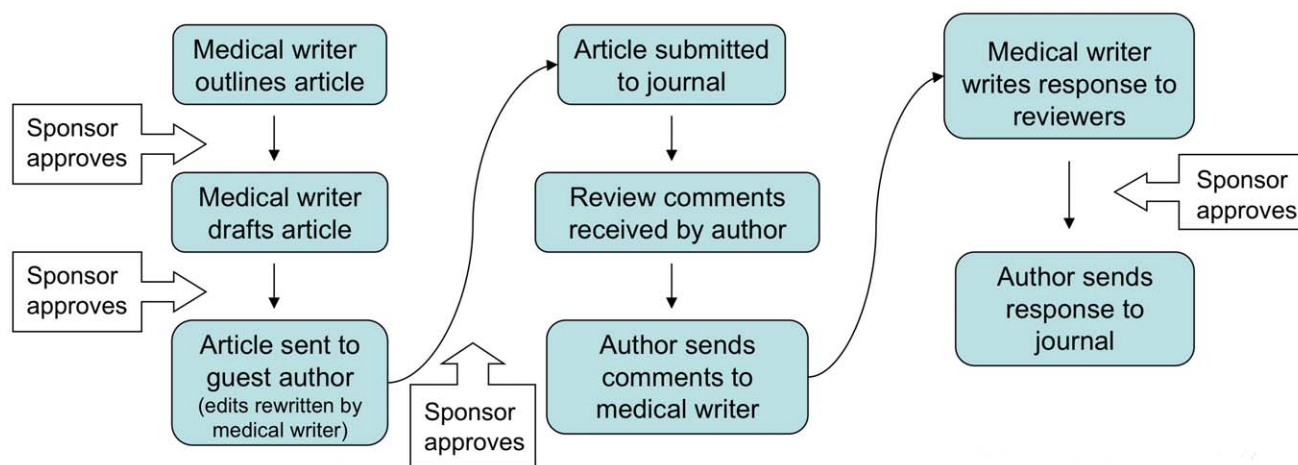 Medical writer
outlines article
Sponsor
approves
Medical writer
drafts article
Sponsor
approves
Article sent to
guest author
(edits rewritten by
medical writer)
Sponsor
approves
Article submitted
to journal
Review comments
received by author
Author sends
comments to
medical writer
Medical writer
writes response to
reviewers
Sponsor
approves
Author sends
response to
journal